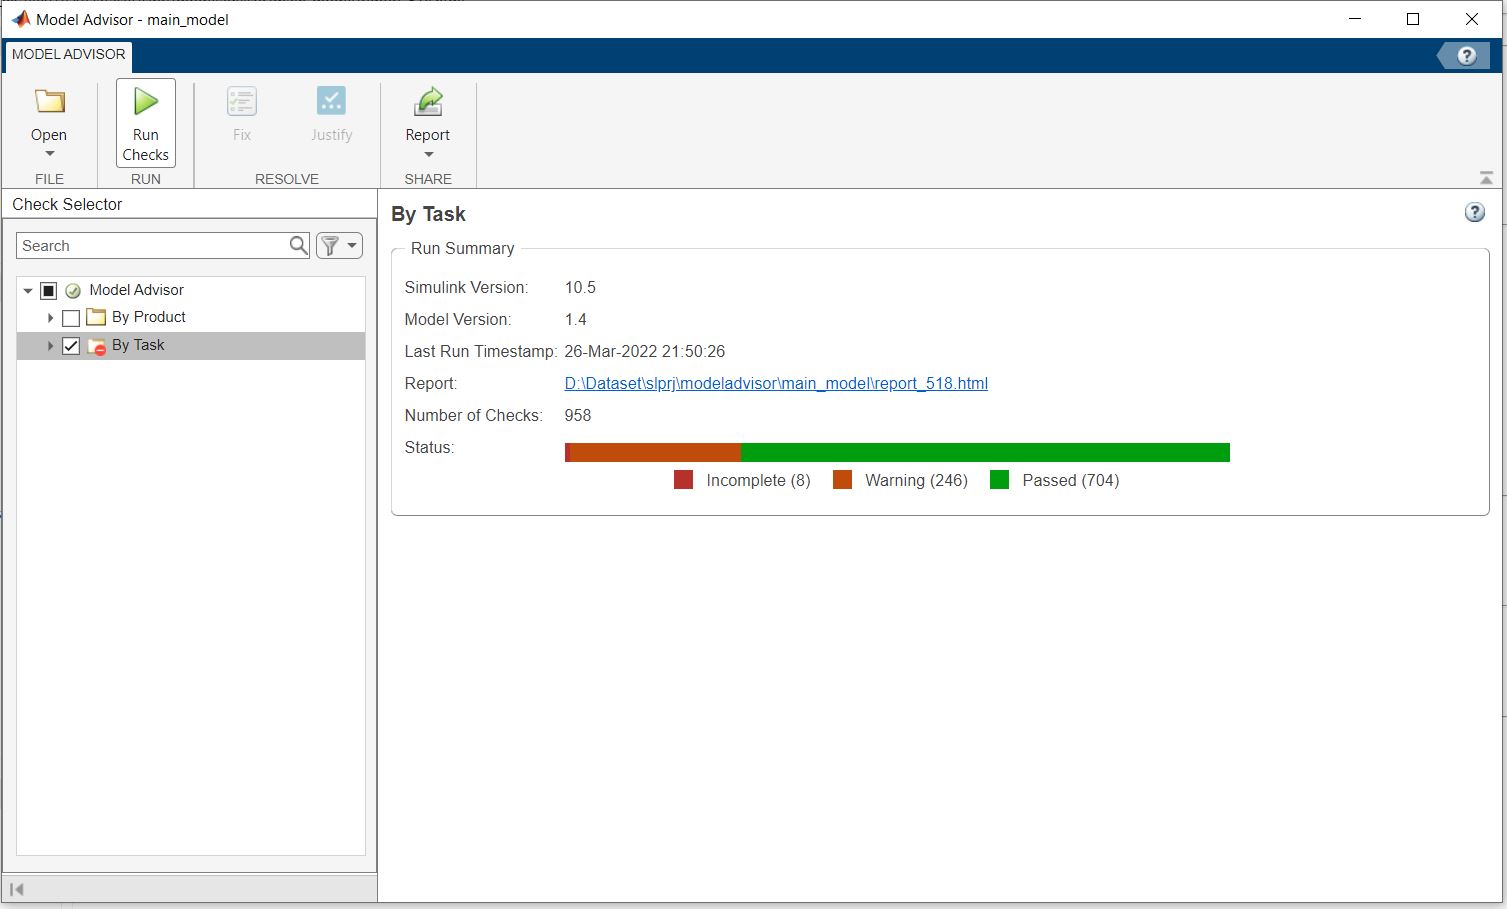 Model Advisor - main_model
MODEL ADVISOR
Open
Run
Checks
Fix
Justify
Report
FILE
RUN
RESOLVE
SHARE
Check Selector
Search
Model Advisor
By Product
By Task
By Task
Run Summary
Simulink Version: 10.5
Model Version: 1.4
Last Run Timestamp: 26-Mar-2022 21:50:26
Report: D:\Dataset\slprj\modeladvisor\main_model\report_518.html
Number of Checks: 958
Status:
Incomplete (8) Warning (246) Passed (704)